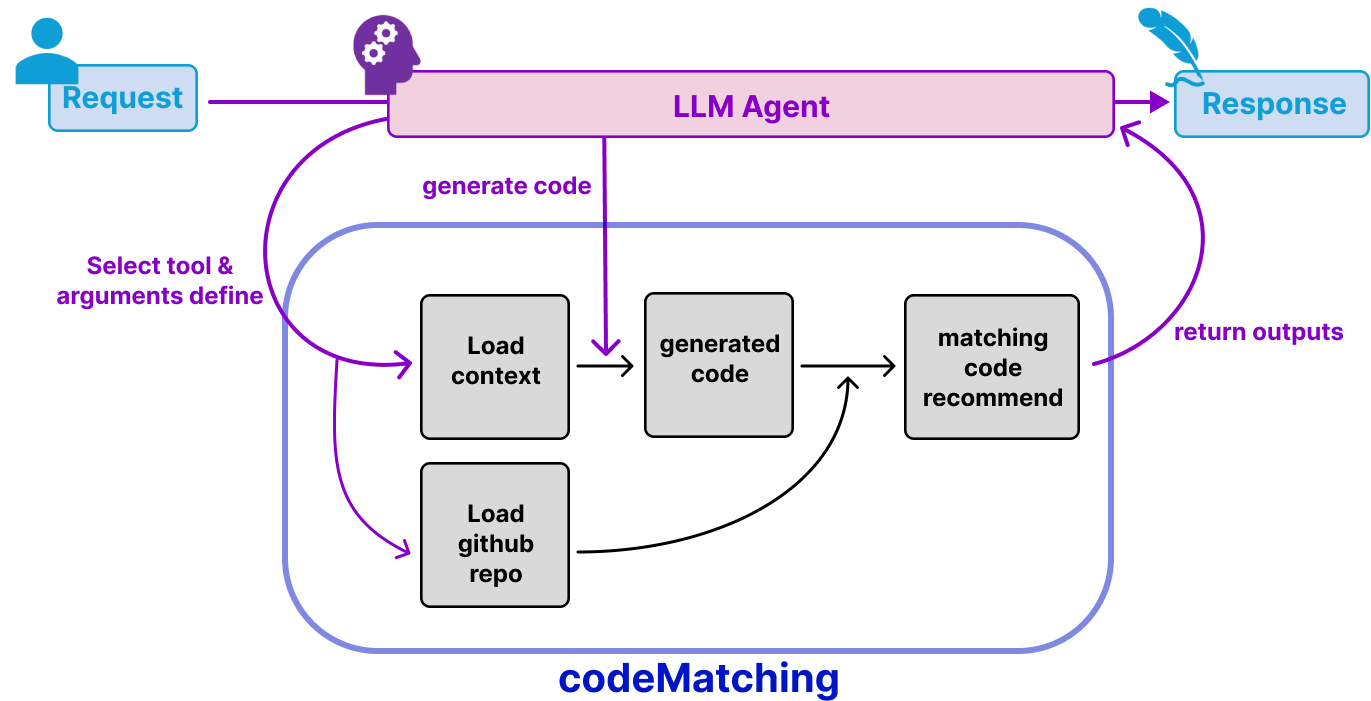 Request
LLM Agent
Response
generate code
Select tool &
arguments define
Load
context
generated
code
matching
code
recommend
return outputs
Load
github
repo
codeMatching